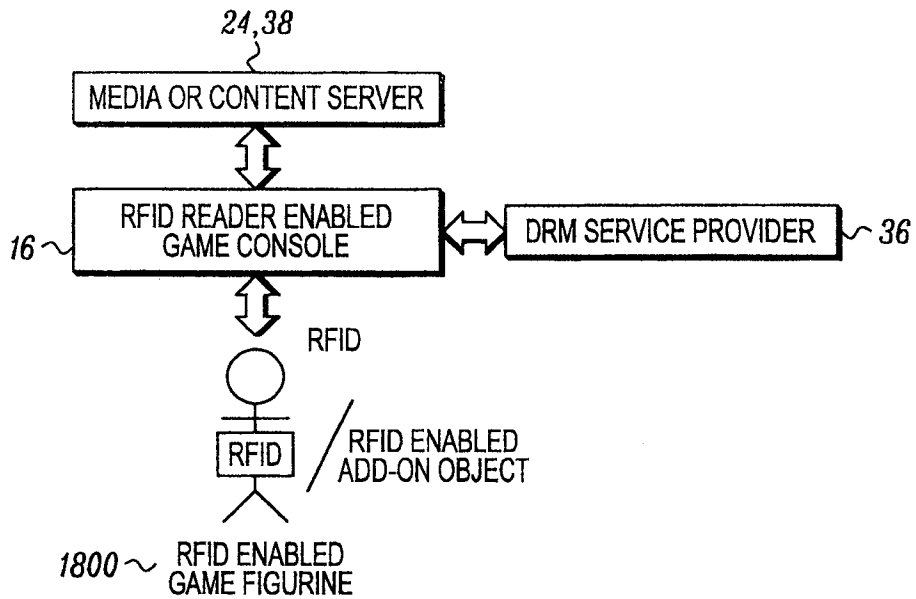 24,38
MEDIA OR CONTENT SERVER
RFID READER ENABLED
GAME CONSOLE
16
DRM SERVICE PROVIDER
36
RFID
RFID
RFID ENABLED
ADD-ON OBJECT
1800
RFID ENABLED
GAME FIGURINE